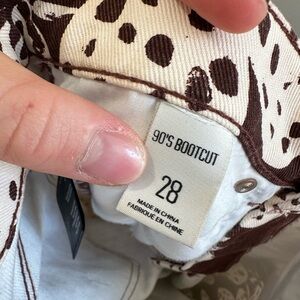 90'S BOOTCUT
28
MADE IN CHINA
FABRIQUÉ EN CHINE